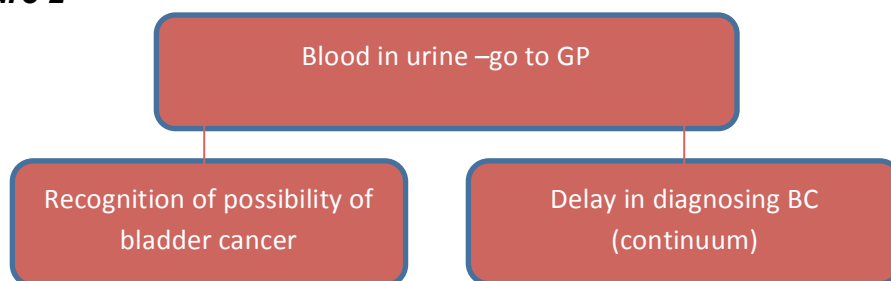 Blood in urine –go to GP
Recognition of possibility of
bladder cancer
Delay in diagnosing BC
(continuum)